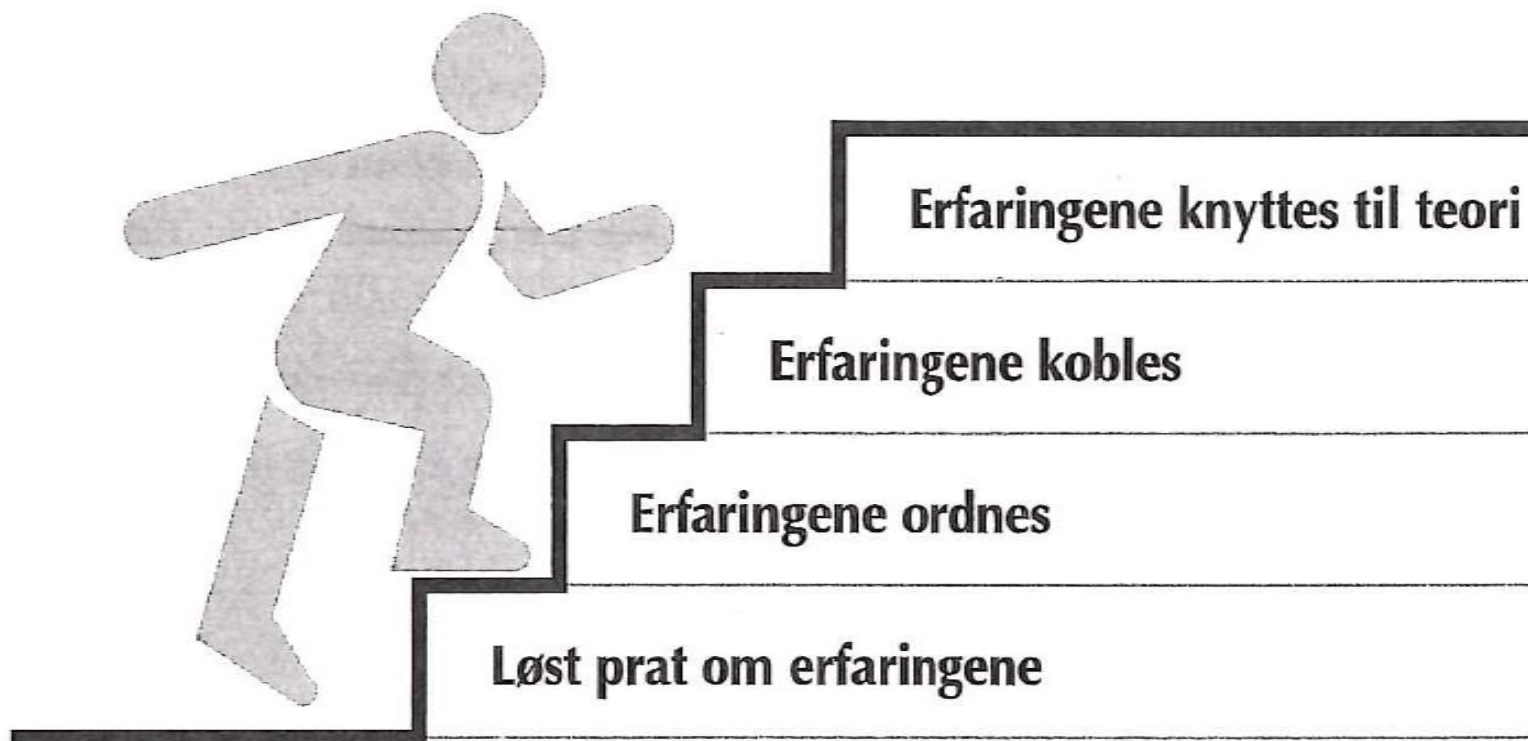 Erfaringene knyttes til teori
Erfaringene kobles
Erfaringene ordnes
Løst prat om erfaringene